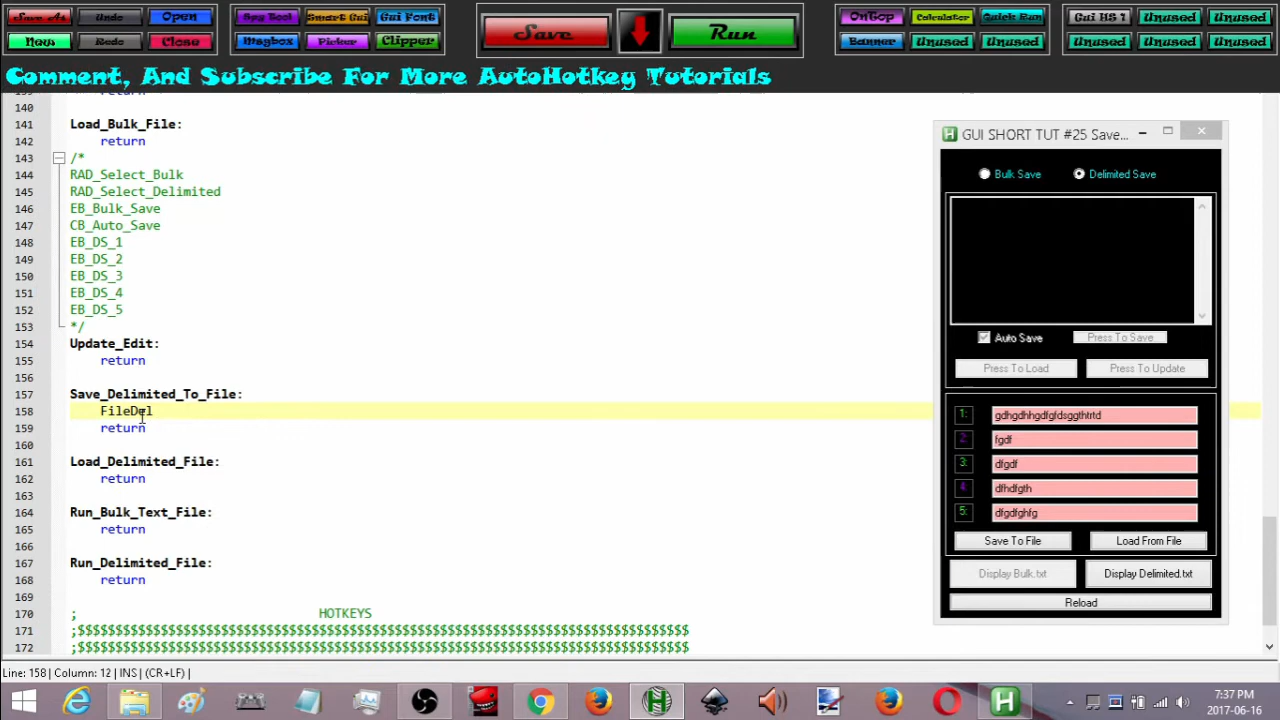 Save As Undo Open Spy Tool Smart Gui Gui Font Save Run OnTop Calculator Quick Run Gui HS 1 Unused Unused
New Redo Close Msgbox Picker Clipper Banner Unused Unused Unused Unused Unused
Comment, And Subscribe For More AutoHotkey Tutorials
140
141 Load_Bulk_File:
142 return
143 /*
144 RAD_Select_Bulk
145 RAD_Select_Delimited
146 EB_Bulk_Save
147 CB_Auto_Save
148 EB_DS_1
149 EB_DS_2
150 EB_DS_3
151 EB_DS_4
152 EB_DS_5
153 */
154 Update_Edit:
155 return
156
157 Save_Delimited_To_File:
158 FileDel
159 return
160
161 Load_Delimited_File:
162 return
163
164 Run_Bulk_Text_File:
165 return
166
167 Run_Delimited_File:
168 return
169
170 ; HOTKEYS
171 ;$$$$$$$$$$$$$$$$$$$$$$$$$$$$$$$$$$$$$$$$$$$$$$$$$$$$$$$$$$$$$$$$$$$$$$$$$$$$$$$$$$
172 ;$$$$$$$$$$$$$$$$$$$$$$$$$$$$$$$$$$$$$$$$$$$$$$$$$$$$$$$$$$$$$$$$$$$$$$$$$$$$$$$$$$
GUI SHORT TUT #25 Save...
Bulk Save Delimited Save
Auto Save Press To Save
Press To Load Press To Update
1: gdhgdhhgdfgfdsggthtrtd
2: fgdf
3: dfgdf
4: dfhdfgth
5: dfgdfghfg
Save To File Load From File
Display Bulk.txt Display Delimited.txt
Reload
Line: 158 | Column: 12 | INS | (CR+LF) |
7:37 PM
2017-06-16